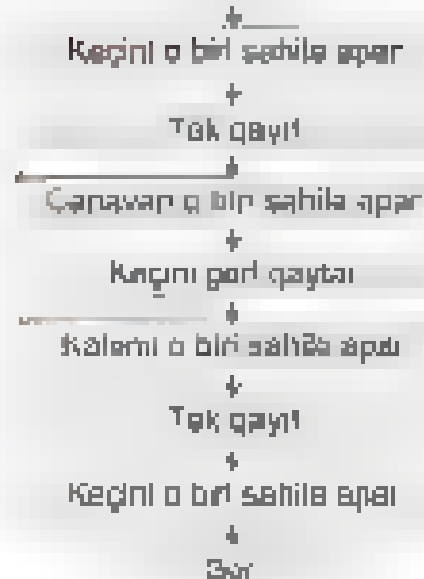 Keçini o biri sahilə apar
Tək qayıt
Canavarı o biri sahilə apar
Keçini geri qaytar
Kələmi o biri sahilə apar
Tək qayıt
Keçini o biri sahilə apar
Son